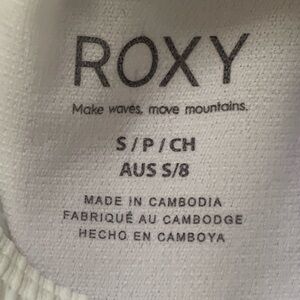 ROXY
Make waves, move mountains.
S / P / CH
AUS S/8
MADE IN CAMBODIA
FABRIQUÉ AU CAMBODGE
HECHO EN CAMBOYA